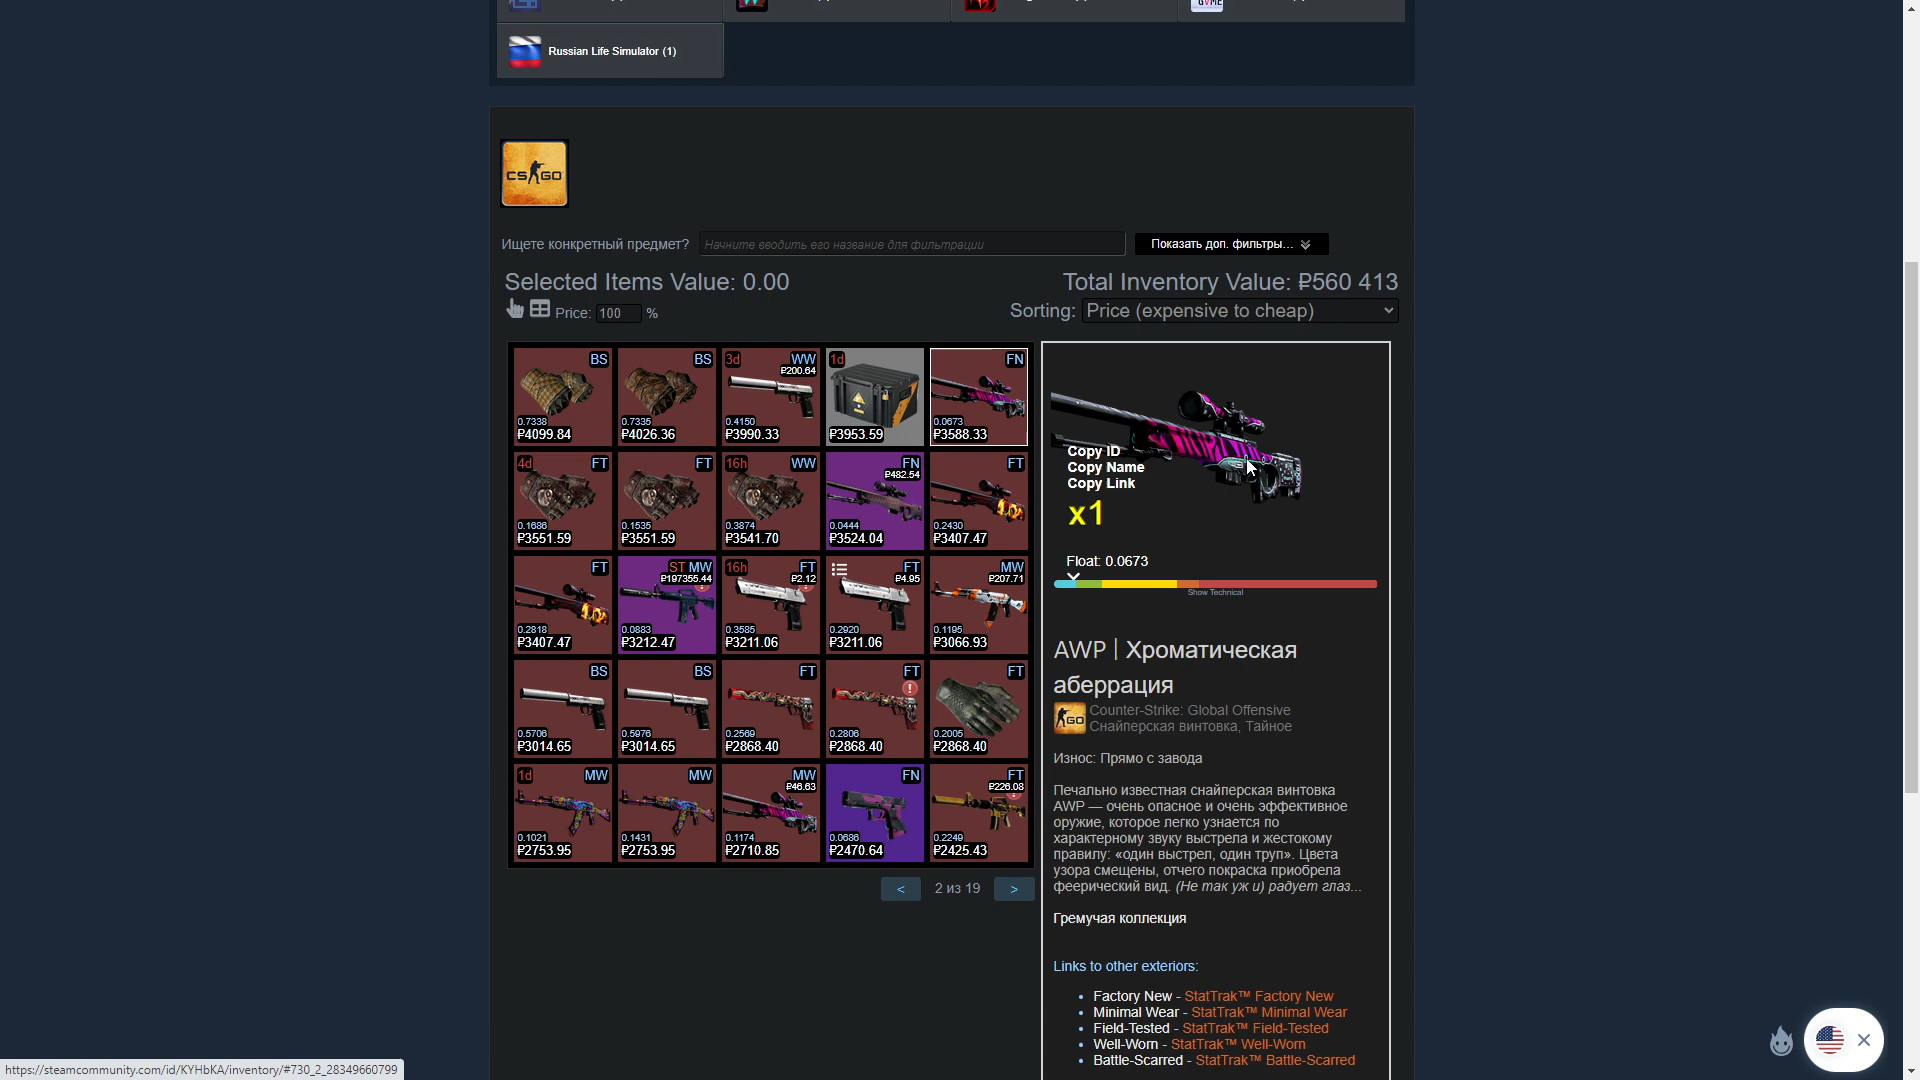 Russian Life Simulator (1)
CS GO
Ищете конкретный предмет?
Начните вводить его название для фильтрации
Показать доп. фильтры...
Selected Items Value: 0.00
Total Inventory Value: ₽560 413
Price: 100 %
Sorting: Price (expensive to cheap)
BS
0.7338
₽4099.84
BS
0.7335
₽4026.36
3d WW
₽200.64
0.4150
₽3990.33
1d
₽3953.59
FN
0.0673
₽3588.33
4d FT
0.1686
₽3551.59
FT
0.1535
₽3551.59
16h WW
0.3874
₽3541.70
FN
₽482.54
0.0444
₽3524.04
FT
0.2430
₽3407.47
FT
0.2818
₽3407.47
ST MW
₽197355.44
0.0883
₽3212.47
16h FT
₽2.12
0.3585
₽3211.06
FT
₽4.95
0.2920
₽3211.06
MW
₽207.71
0.1195
₽3066.93
BS
0.5706
₽3014.65
BS
0.5976
₽3014.65
FT
0.2569
₽2868.40
FT
0.2806
₽2868.40
FT
0.2005
₽2868.40
1d MW
0.1021
₽2753.95
MW
0.1431
₽2753.95
MW
₽46.63
0.1174
₽2710.85
FN
0.0686
₽2470.64
FT
₽226.08
0.2249
₽2425.43
< 2 из 19 >
Copy ID
Copy Name
Copy Link
x1
Float: 0.0673
Show Technical
AWP | Хроматическая
аберрация
GO
Counter-Strike: Global Offensive
Снайперская винтовка, Тайное
Износ: Прямо с завода
Печально известная снайперская винтовка
AWP — очень опасное и очень эффективное
оружие, которое легко узнается по
характерному звуку выстрела и жестокому
правилу: «один выстрел, один труп». Цвета
узора смещены, отчего покраска приобрела
феерический вид. (Не так уж и) радует глаз...
Гремучая коллекция
Links to other exteriors:
Factory New - StatTrak™ Factory New
Minimal Wear - StatTrak™ Minimal Wear
Field-Tested - StatTrak™ Field-Tested
Well-Worn - StatTrak™ Well-Worn
Battle-Scarred - StatTrak™ Battle-Scarred
https://steamcommunity.com/id/KYHbKA/inventory/#730_2_28349660799